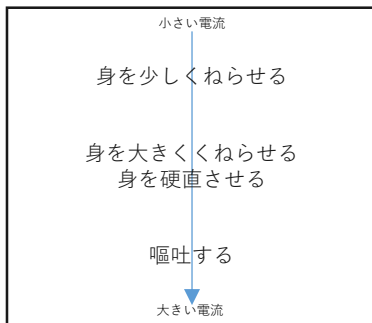 小さい電流
身を少しくねらせる
身を大きくくねらせる
身を硬直させる
嘔吐する
大きい電流